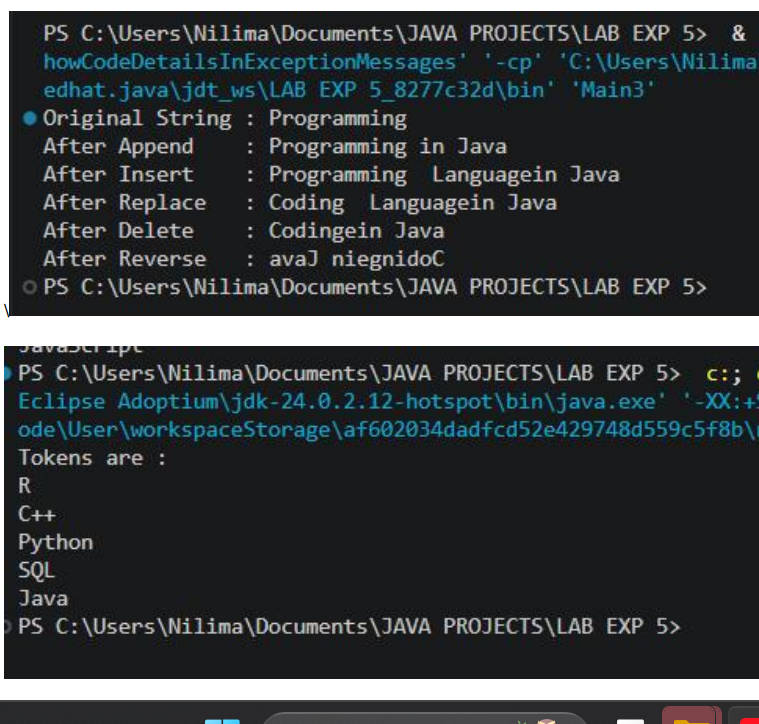 PS C:\Users\Nilima\Documents\JAVA PROJECTS\LAB EXP 5> &
howCodeDetailsInExceptionMessages' '-cp' 'C:\Users\Nilima
edhat.java\jdt_ws\LAB EXP 5_8277c32d\bin' 'Main3'
Original String : Programming
After Append    : Programming in Java
After Insert    : Programming  Languagein Java
After Replace   : Coding  Languagein Java
After Delete    : Codingein Java
After Reverse   : avaJ niegnidoC
PS C:\Users\Nilima\Documents\JAVA PROJECTS\LAB EXP 5>
\
JavaScript
PS C:\Users\Nilima\Documents\JAVA PROJECTS\LAB EXP 5>  c:;
Eclipse Adoptium\jdk-24.0.2.12-hotspot\bin\java.exe' '-XX:+S
ode\User\workspaceStorage\af602034dadfcd52e429748d559c5f8b\
Tokens are :
R
C++
Python
SQL
Java
PS C:\Users\Nilima\Documents\JAVA PROJECTS\LAB EXP 5>